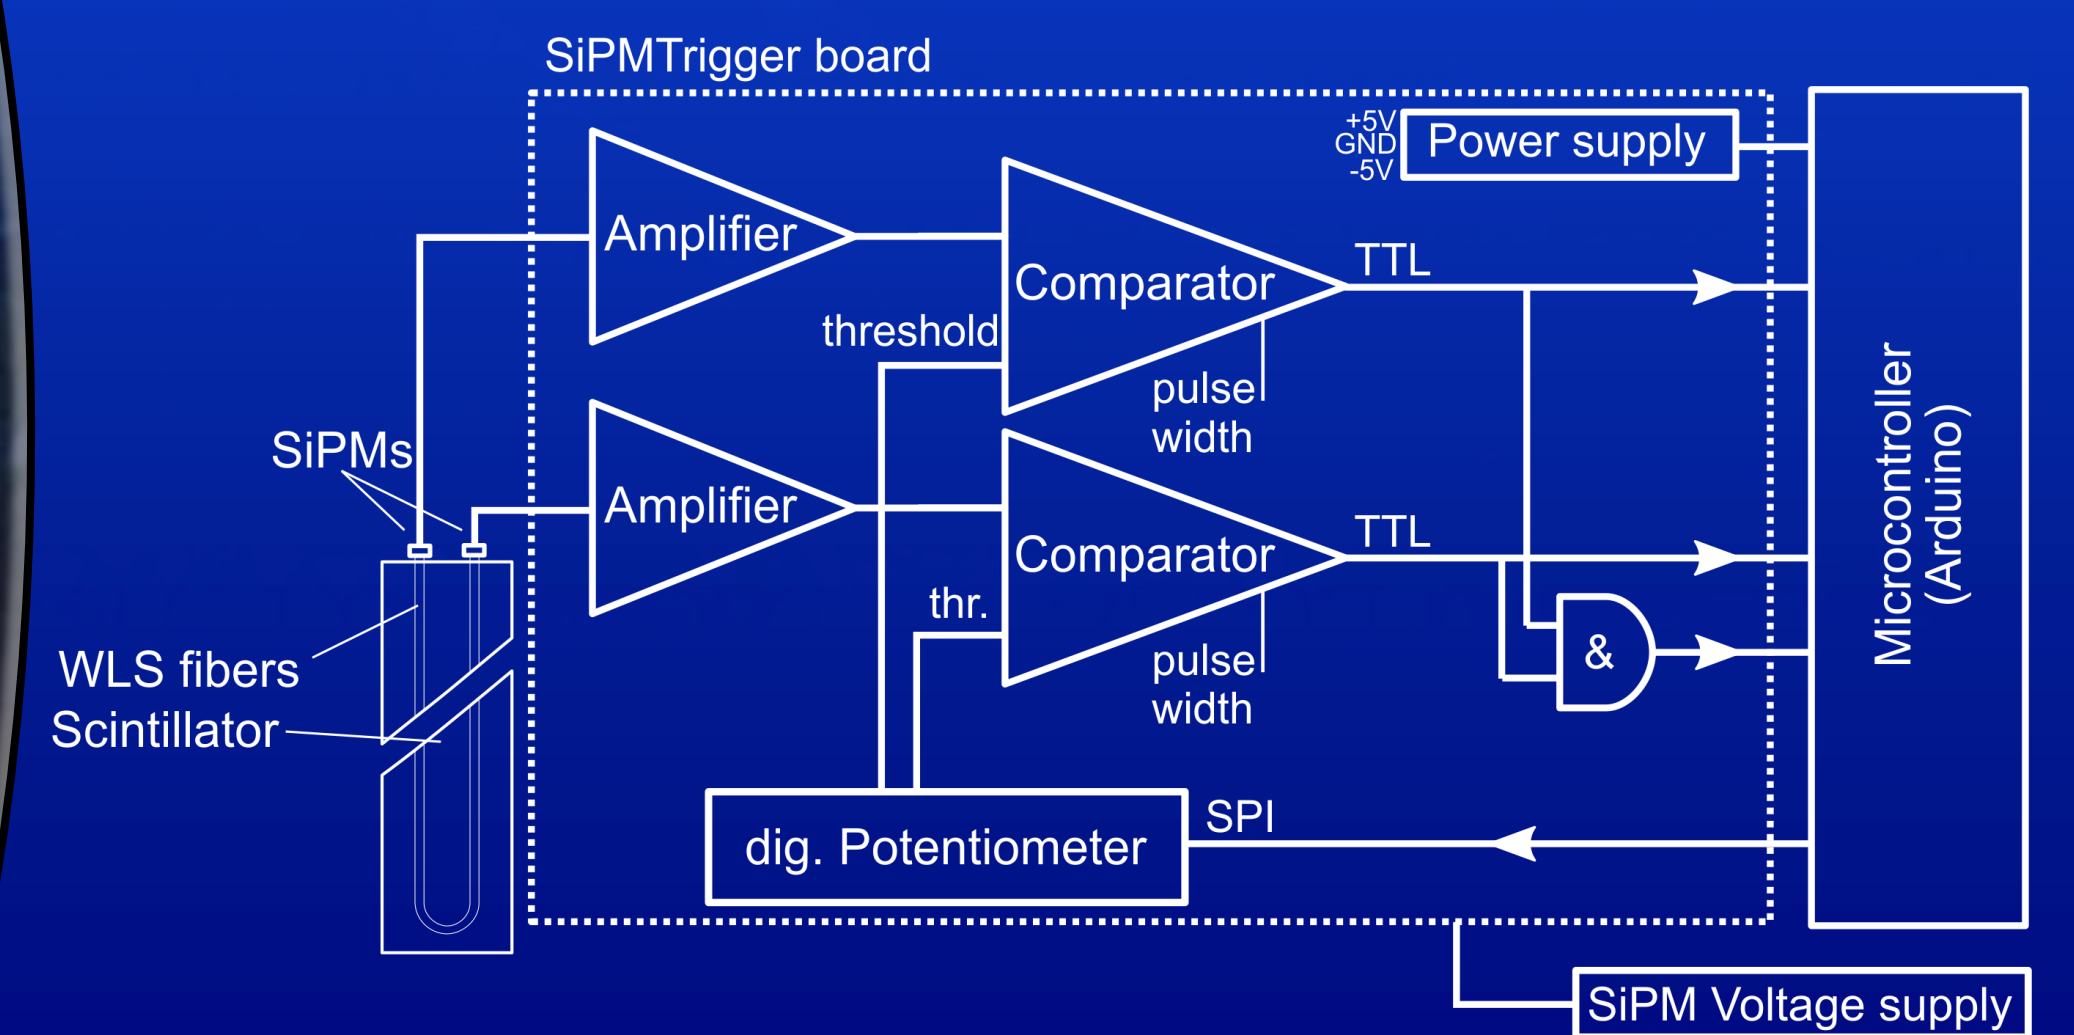 SiPMTrigger board
+5V
GND
-5V
Power supply
Amplifier
Comparator
TTL
threshold
pulse
width
SiPMs
Amplifier
Comparator
TTL
thr.
pulse
width
&
Microcontroller
(Arduino)
WLS fibers
Scintillator
dig. Potentiometer
SPI
SiPM Voltage supply